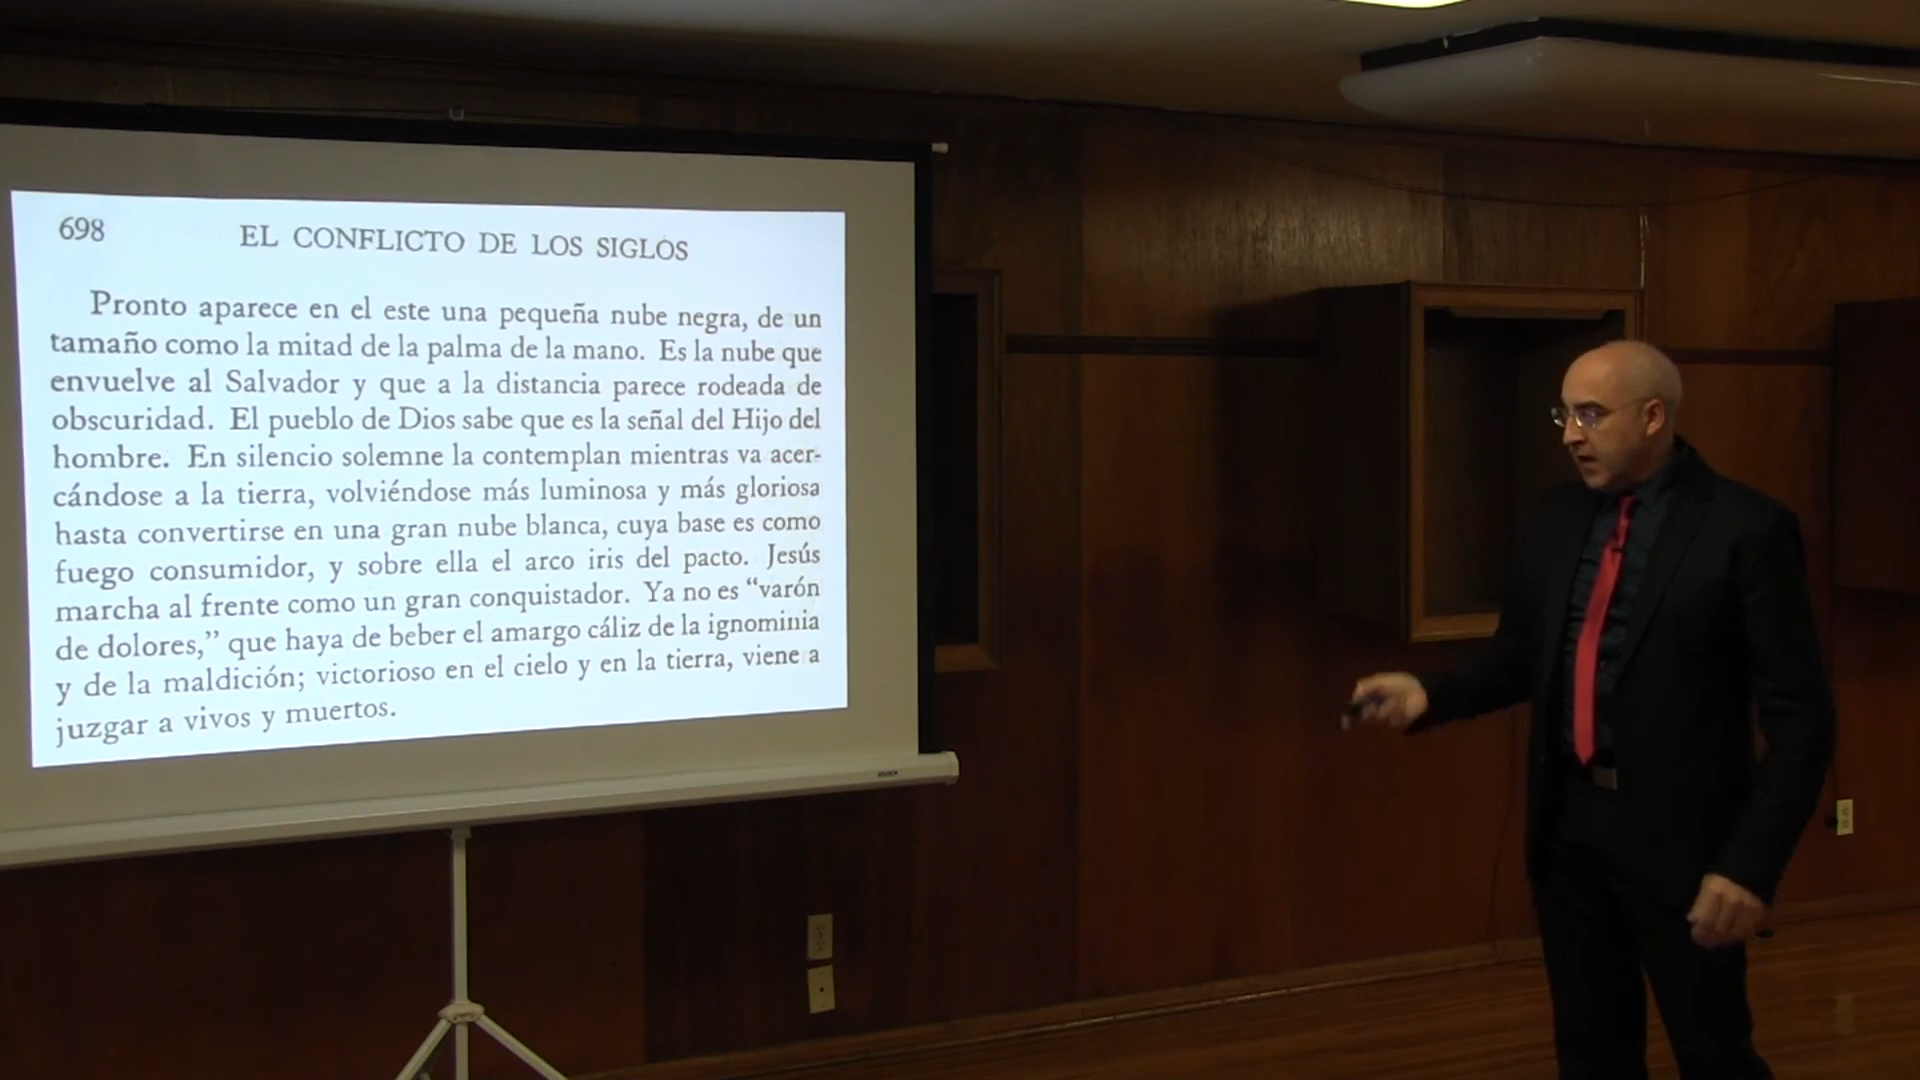 698 EL CONFLICTO DE LOS SIGLOS
Pronto aparece en el este una pequeña nube negra, de un
tamaño como la mitad de la palma de la mano. Es la nube que
envuelve al Salvador y que a la distancia parece rodeada de
obscuridad. El pueblo de Dios sabe que es la señal del Hijo del
hombre. En silencio solemne la contemplan mientras va acer-
cándose a la tierra, volviéndose más luminosa y más gloriosa
hasta convertirse en una gran nube blanca, cuya base es como
fuego consumidor, y sobre ella el arco iris del pacto. Jesús
marcha al frente como un gran conquistador. Ya no es “varón
de dolores,” que haya de beber el amargo cáliz de la ignominia
y de la maldición; victorioso en el cielo y en la tierra, viene a
juzgar a vivos y muertos.